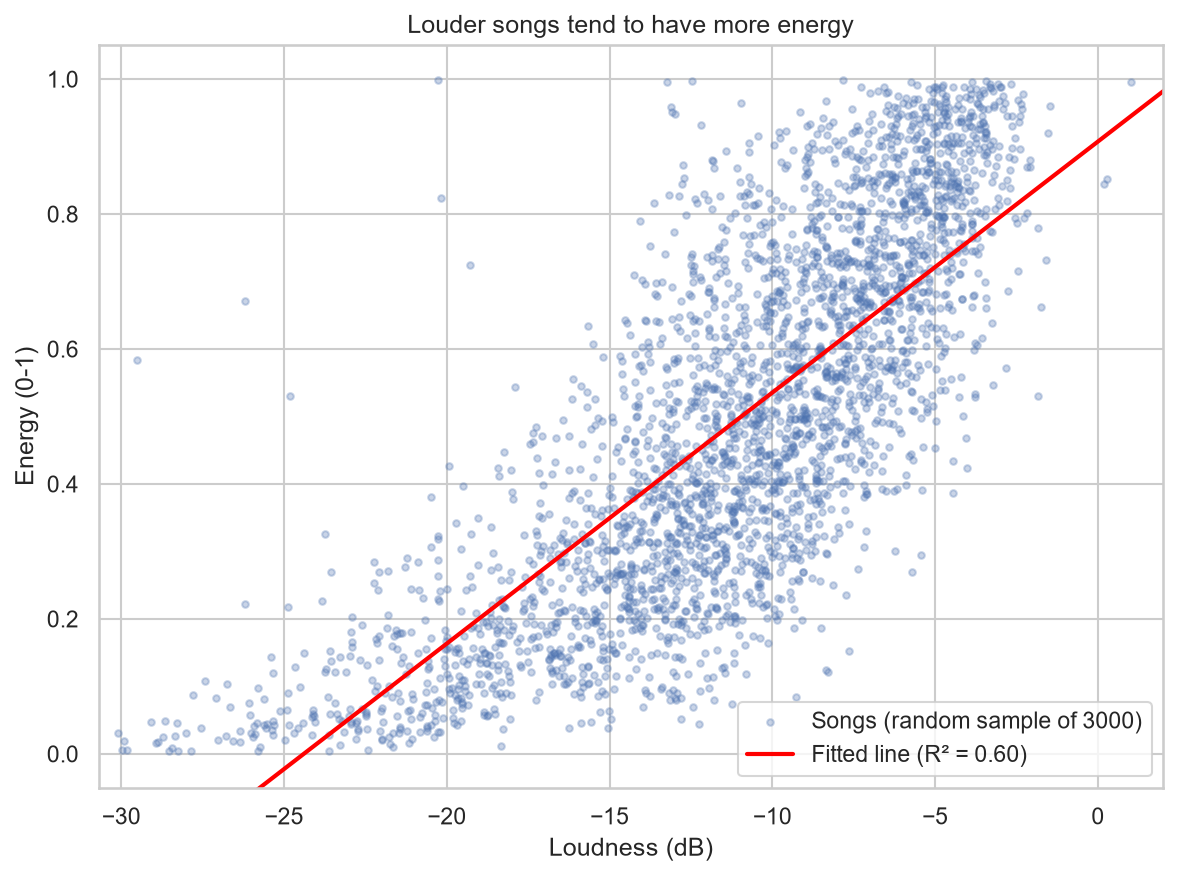 Louder songs tend to have more energy
Energy (0-1)
1.0
0.8
0.6
0.4
0.2
0.0
Songs (random sample of 3000)
Fitted line (R² = 0.60)
−30 −25 −20 −15 −10 −5 0
Loudness (dB)